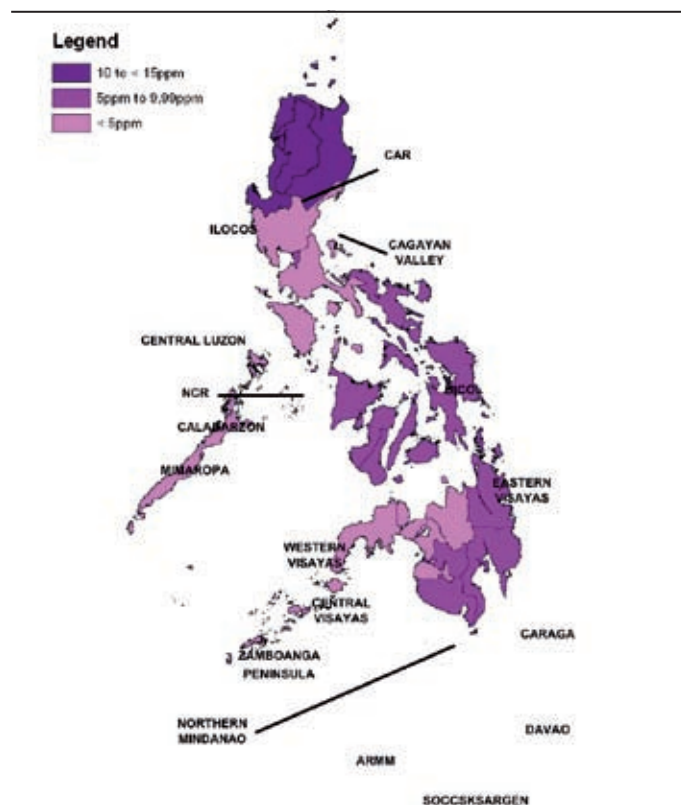 Legend
10 to < 15ppm
5ppm to 9.99ppm
< 5ppm
CAR
ILOCOS
CAGAYAN
VALLEY
CENTRAL LUZON
NCR
BICOL
CALABARZON
MIMAROPA
EASTERN
VISAYAS
WESTERN
VISAYAS
CENTRAL
VISAYAS
CARAGA
ZAMBOANGA
PENINSULA
NORTHERN
MINDANAO
DAVAO
ARMM
SOCCSKSARGEN